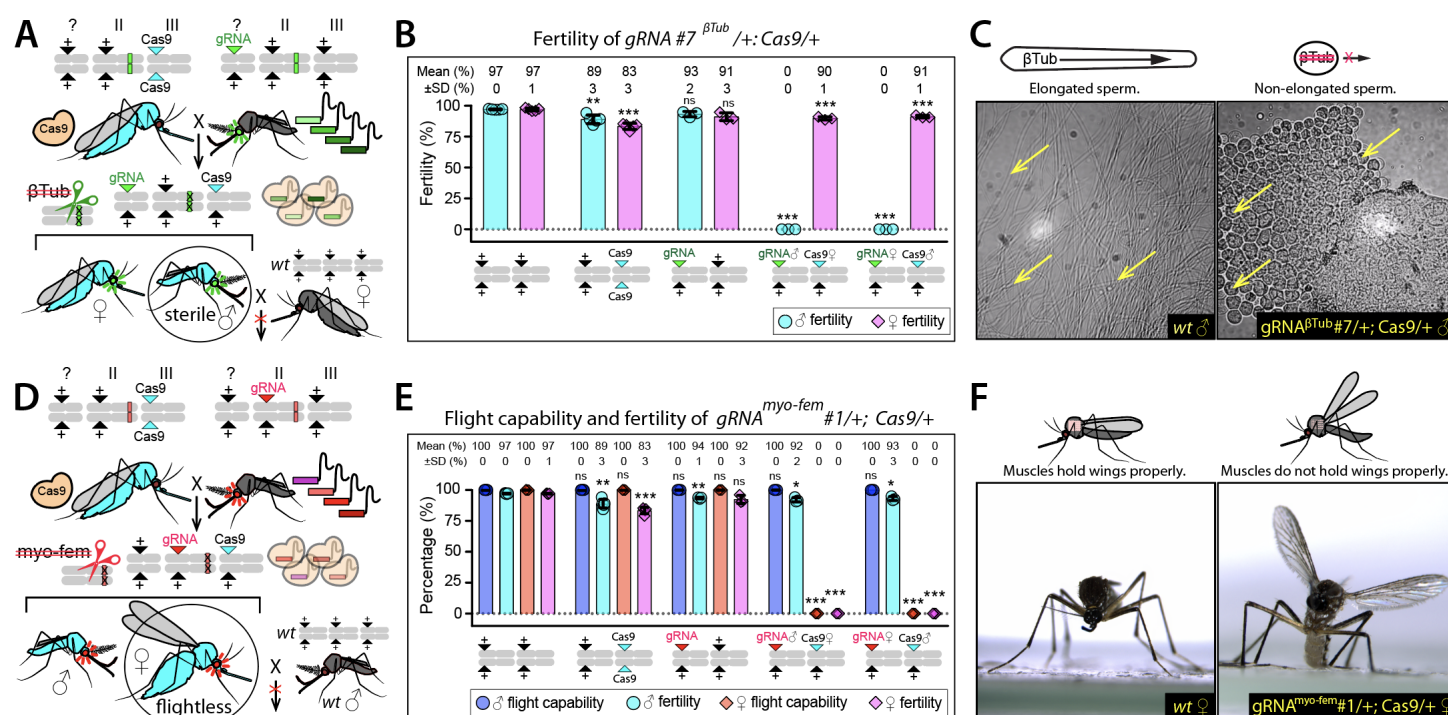 A
? II III
Cas9
+ +
+ + Cas9
? II III
gRNA + +
+ + +
Cas9
X
βTub
gRNA + Cas9
+ + +
wt + + +
+ + +
♀
sterile ♂
X
♀
B
Fertility of gRNA #7 βTub /+: Cas9/+
Mean (%) 97 97 89 83 93 91 0 90 0 91
±SD (%) 0 1 3 3 2 3 0 1 0 1
** *** ns ns *** *** *** ***
Fertility (%)
100
75
50
25
0
+ + + Cas9 gRNA + gRNA♂ Cas9♀ gRNA♀ Cas9♂
+ + + Cas9 + + + + + +
♂ fertility ♀ fertility
C
βTub
βTub X
Elongated sperm.
Non-elongated sperm.
wt ♂
gRNAβTub#7/+; Cas9/+ ♂
D
? II III
Cas9
+ +
+ + Cas9
? II III
gRNA
+ +
+ + +
Cas9
X
myo-fem
+ gRNA Cas9
+ + +
wt + + +
+ + +
♂
♀
flightless
X
wt ♂
E
Flight capability and fertility of gRNA myo-fem #1/+; Cas9/+
Mean (%) 100 97 100 97 100 89 100 83 100 94 100 92 100 92 0 0 100 93 0 0
±SD (%) 0 0 0 1 0 3 0 3 0 1 0 3 0 2 0 0 0 3 0 0
ns ** ns *** ns ** ns ns ns * *** *** ns * *** ***
Percentage (%)
100
75
50
25
0
+ + + Cas9 gRNA + gRNA♂ Cas9♀ gRNA♀ Cas9♂
+ + + Cas9 + + + + + +
♂ flight capability ♂ fertility ♀ flight capability ♀ fertility
F
Muscles hold wings properly.
Muscles do not hold wings properly.
wt ♀
gRNAmyo-fem#1/+; Cas9/+ ♀